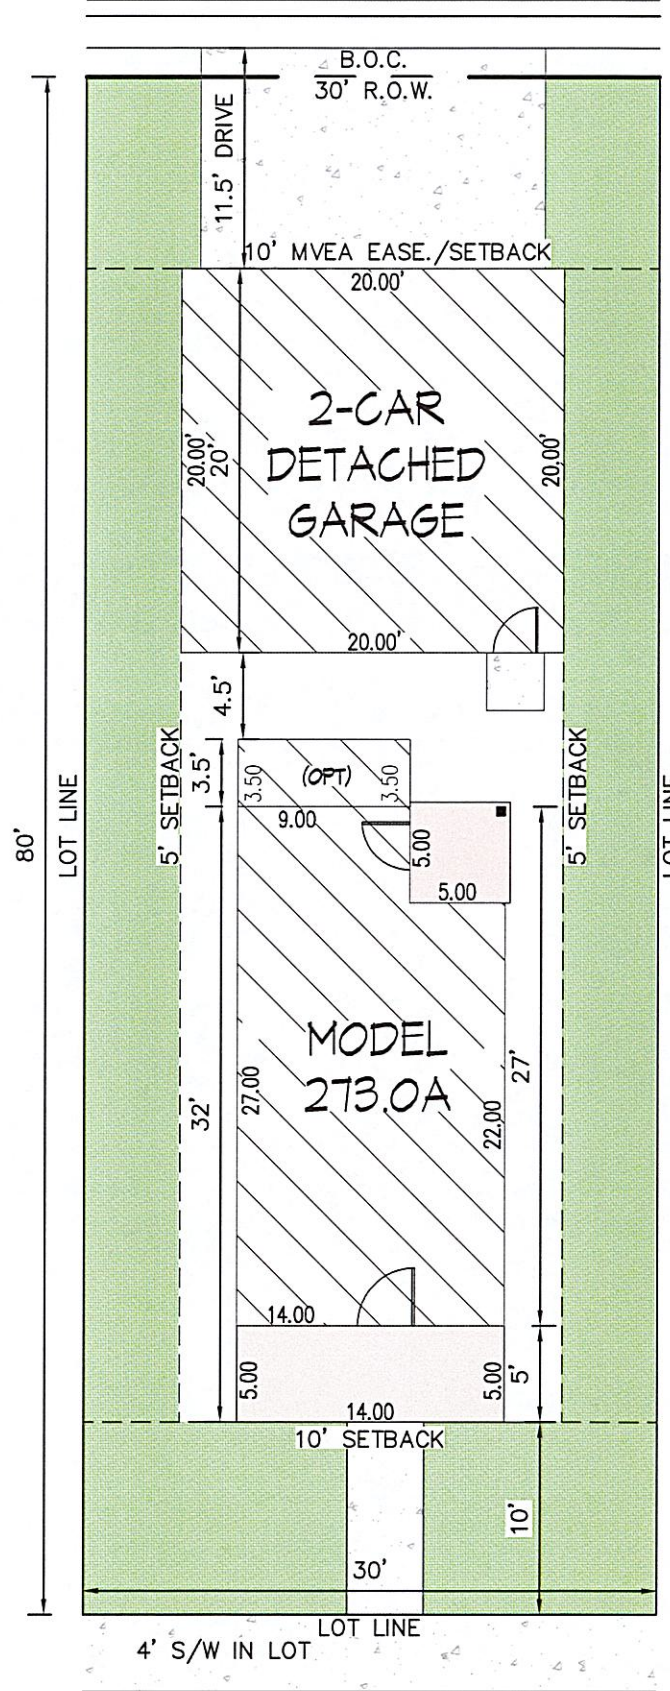 B.O.C.
30' R.O.W.
11.5' DRIVE
10' MVEA EASE./SETBACK
20.00'
2-CAR
DETACHED
GARAGE
20.00'
20'
20.00'
20.00'
4.5'
5' SETBACK
5' SETBACK
3.5'
3.50
(OPT)
3.50
9.00
5.00
5.00
80'
LOT LINE
LOT LINE
MODEL
273.0A
27.00
22.00
27'
32'
14.00
5.00
5.00
5'
14.00
10' SETBACK
10'
30'
LOT LINE
4' S/W IN LOT